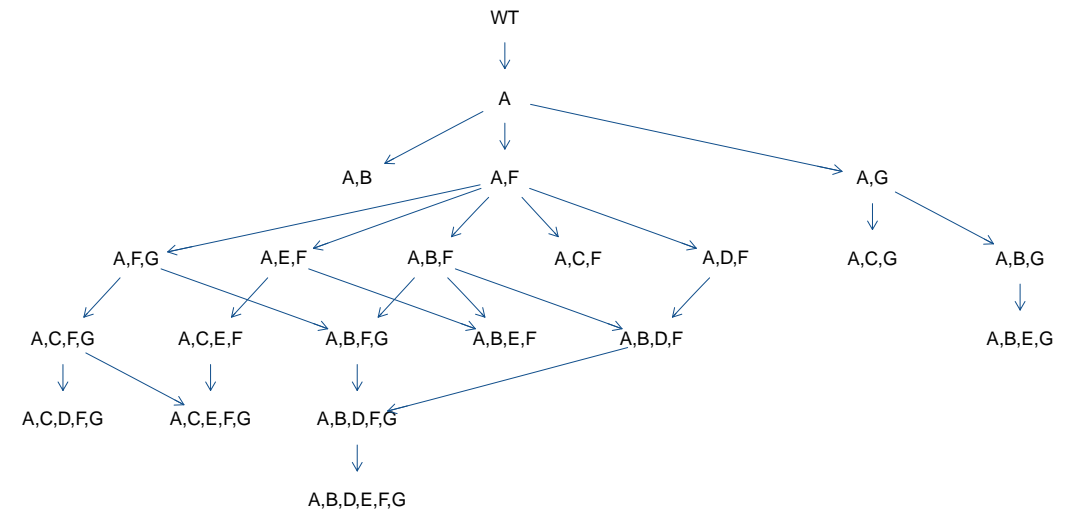 WT
A
A,B
A,F
A,G
A,F,G
A,E,F
A,B,F
A,C,F
A,D,F
A,C,G
A,B,G
A,C,F,G
A,C,E,F
A,B,F,G
A,B,E,F
A,B,D,F
A,B,E,G
A,C,D,F,G
A,C,E,F,G
A,B,D,F,G
A,B,D,E,F,G